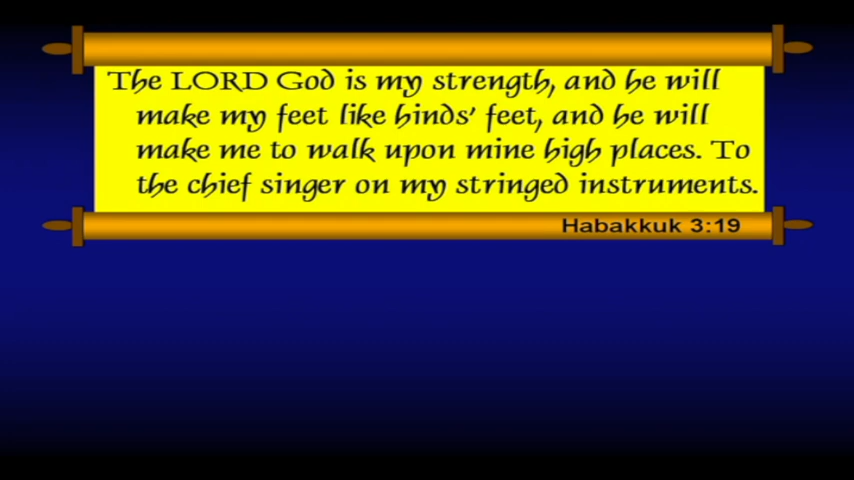 The LORD God is my strength, and he will
make my feet like hinds’ feet, and he will
make me to walk upon mine high places. To
the chief singer on my stringed instruments.
Habakkuk 3:19